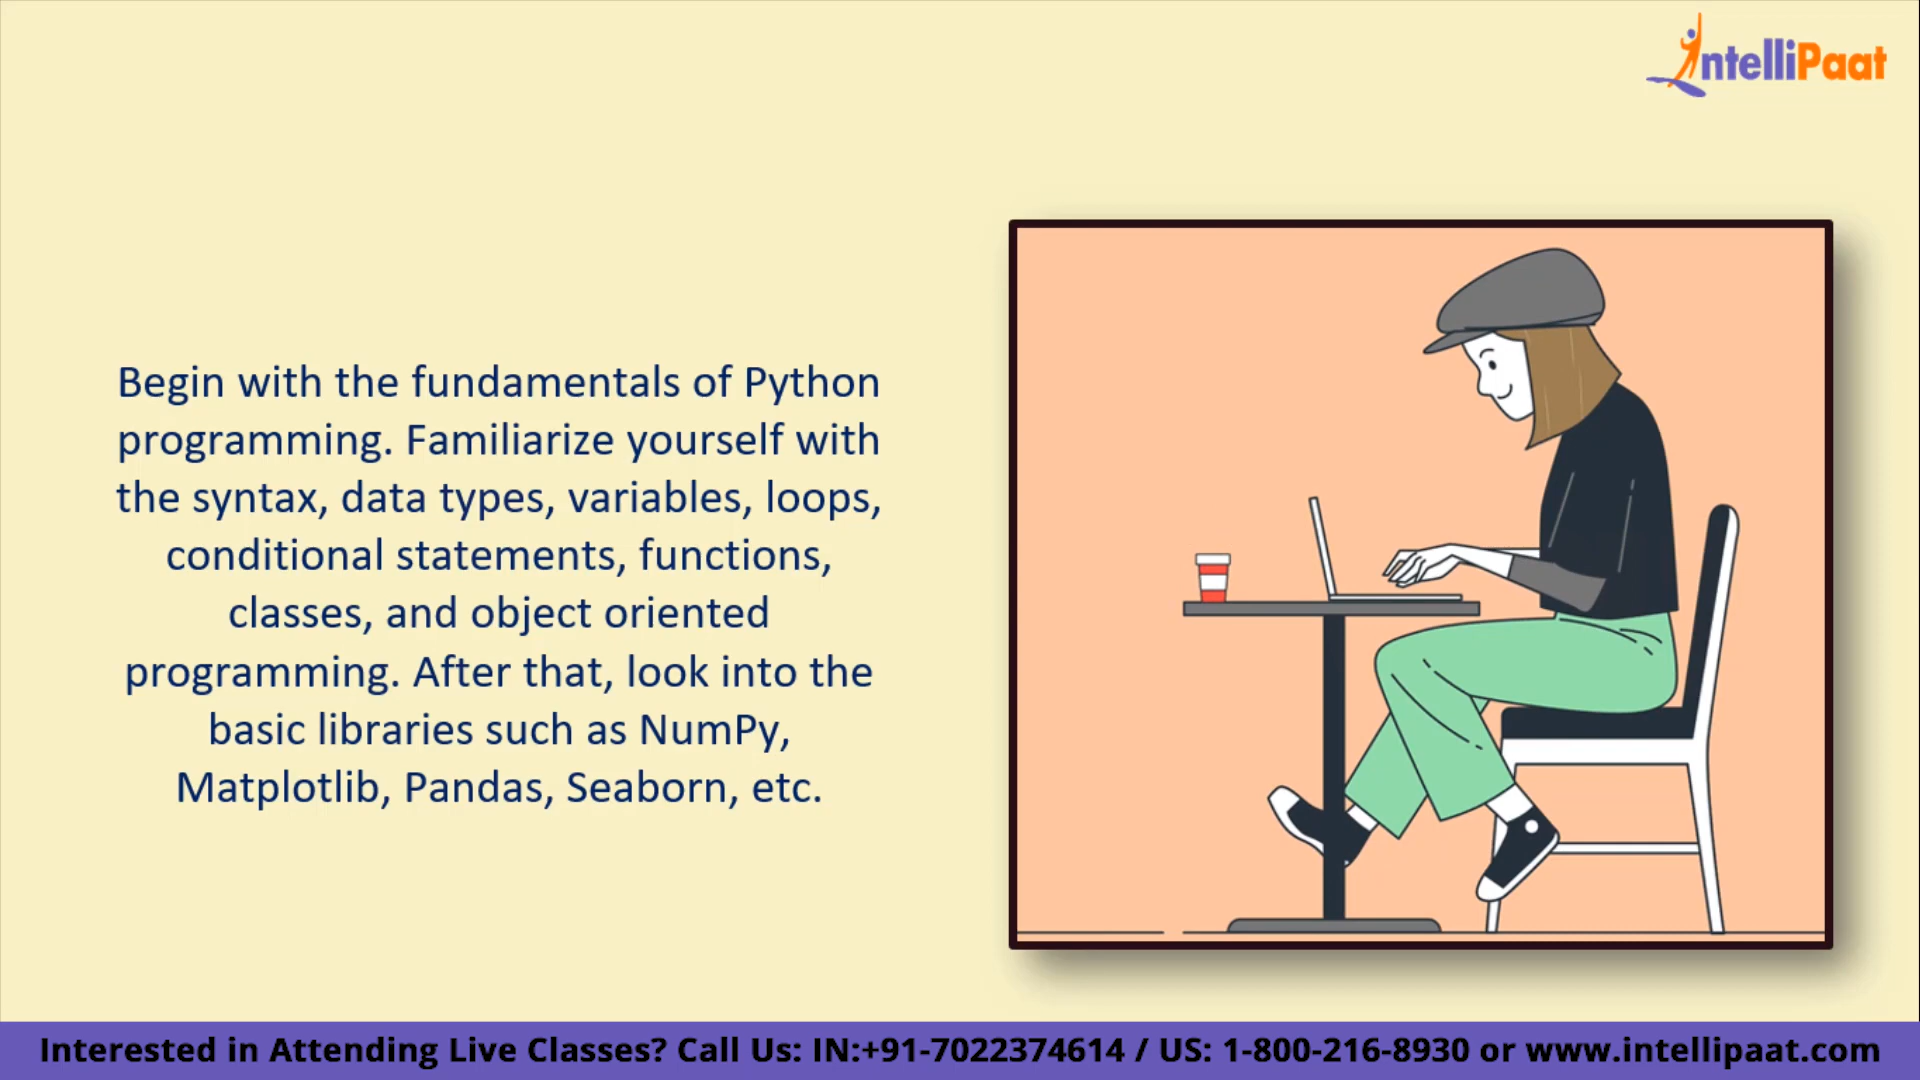 IntelliPaat
Begin with the fundamentals of Python
programming. Familiarize yourself with
the syntax, data types, variables, loops,
conditional statements, functions,
classes, and object oriented
programming. After that, look into the
basic libraries such as NumPy,
Matplotlib, Pandas, Seaborn, etc.
Interested in Attending Live Classes? Call Us: IN:+91-7022374614 / US: 1-800-216-8930 or www.intellipaat.com